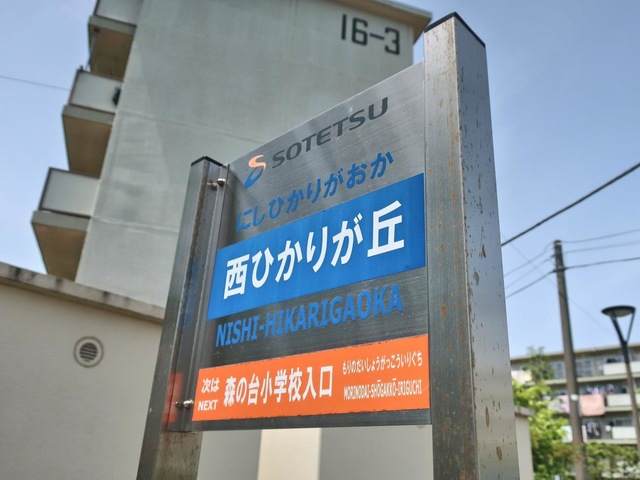 16-3
SOTETSU
にしひかりがおか
西ひかりが丘
NISHI-HIKARIGAOKA
次は
NEXT
森の台小学校入口
もりのだいしょうがっこういりぐち
MORINODAI-SHŌGAKKŌ-IRIGUCHI